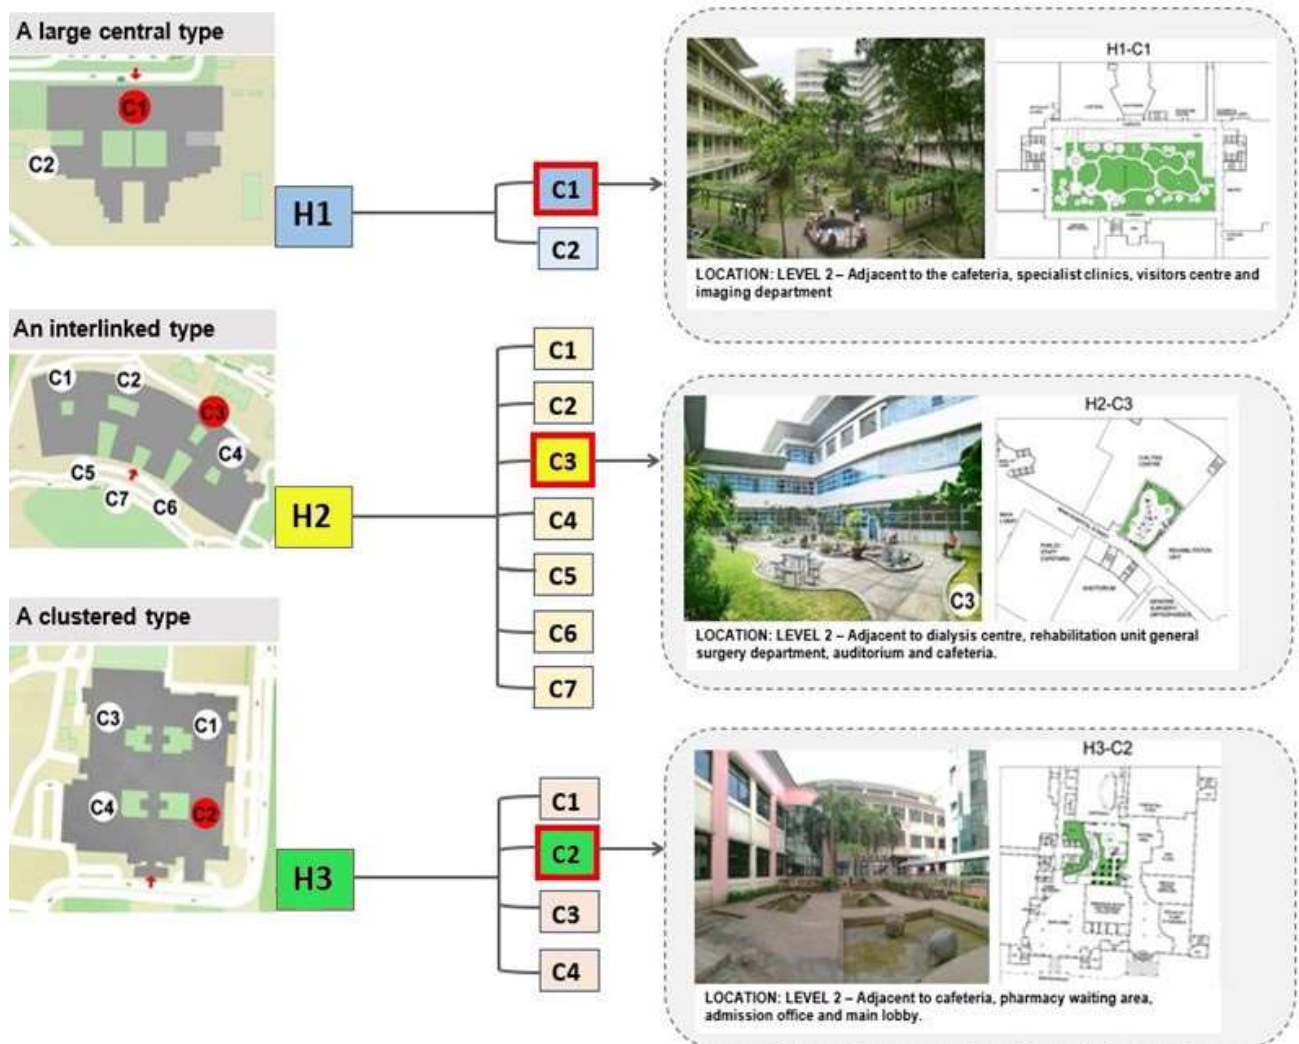 A large central type
C1
C2
H1
C1
C2
H1-C1
LOCATION: LEVEL 2 – Adjacent to the cafeteria, specialist clinics, visitors centre and
imaging department
An interlinked type
C1
C2
C3
C4
C5
C7
C6
H2
C1
C2
C3
C4
C5
C6
C7
C3
H2-C3
AUDITORIUM
REHABILITATION
UNIT
LOCATION: LEVEL 2 – Adjacent to dialysis centre, rehabilitation unit general
surgery department, auditorium and cafeteria.
A clustered type
C3
C1
C4
C2
H3
C1
C2
C3
C4
H3-C2
LOCATION: LEVEL 2 – Adjacent to cafeteria, pharmacy waiting area,
admission office and main lobby.